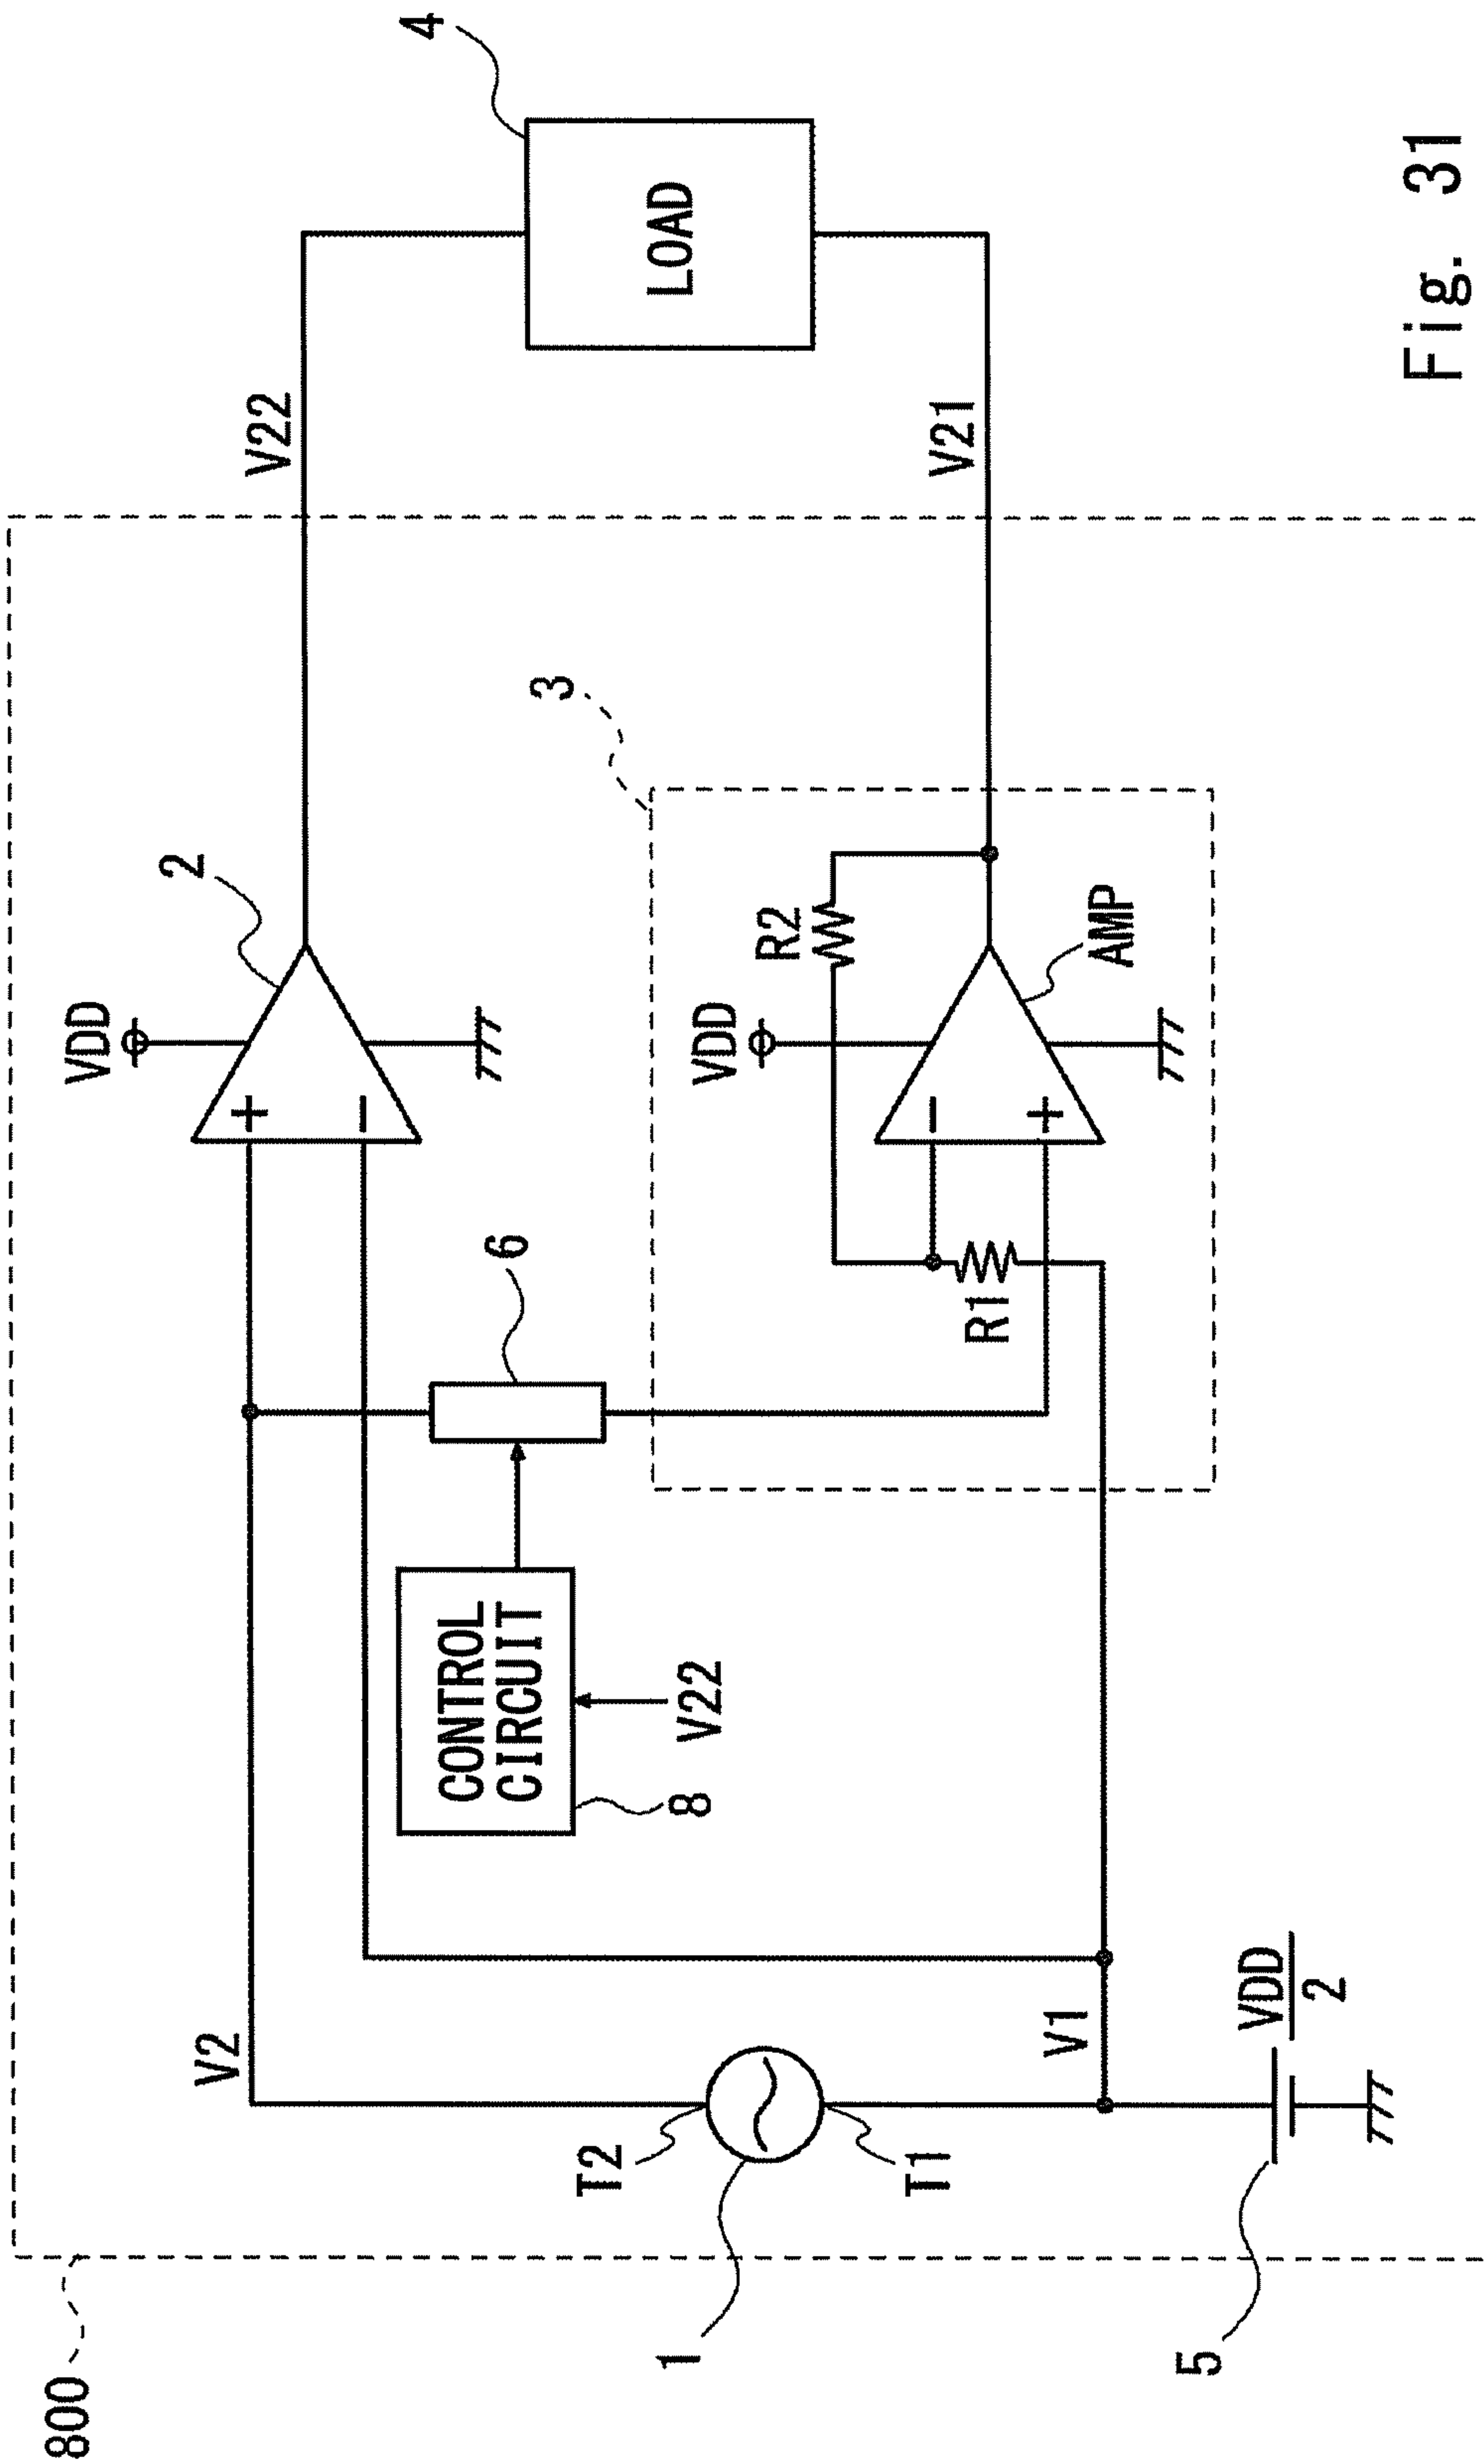 800
VDD
2
V22
4
V2
CONTROL
CIRCUIT
V22
8
6
3
LOAD
T2
T1
1
VDD
R2
R1
AMP
V21
V1
VDD
2
5
Fig. 31